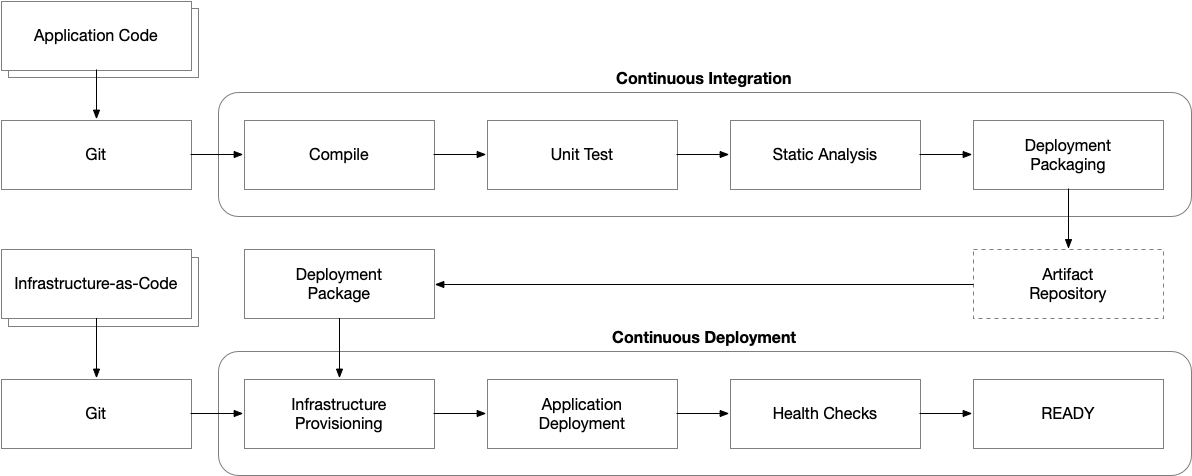 Application Code
Continuous Integration
Git
Compile
Unit Test
Static Analysis
Deployment
Packaging
Infrastructure-as-Code
Deployment
Package
Artifact
Repository
Continuous Deployment
Git
Infrastructure
Provisioning
Application
Deployment
Health Checks
READY